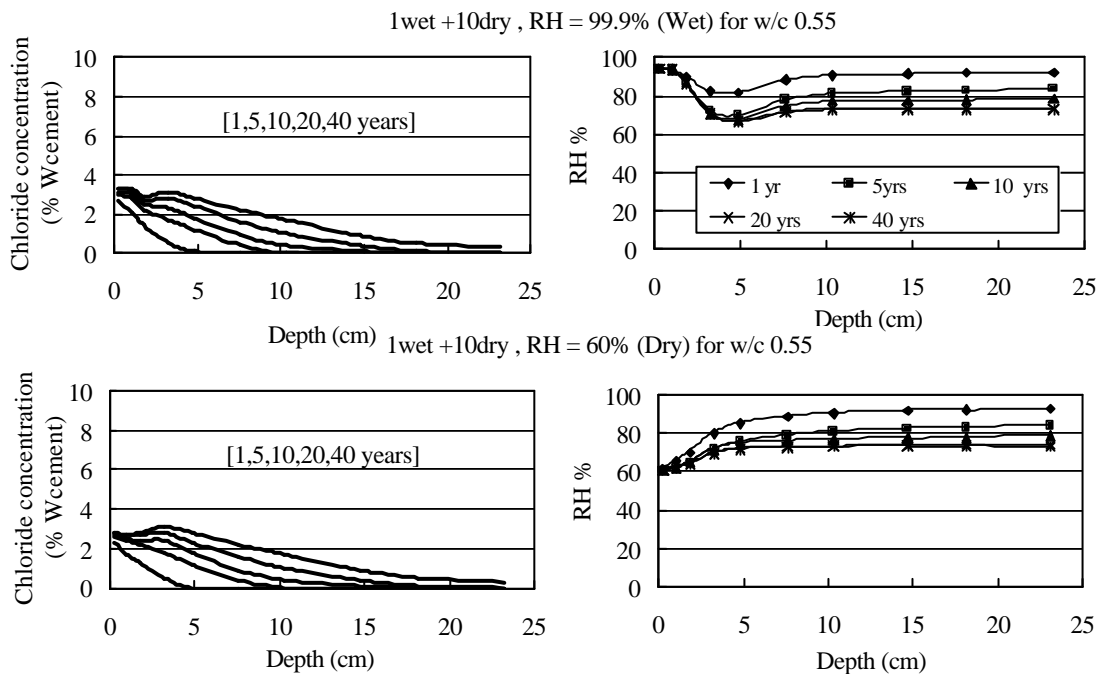 1wet +10dry , RH = 99.9% (Wet) for w/c 0.55
Chloride concentration
(% Wcement)
10
8
6
4
2
0
[1,5,10,20,40 years]
0 5 10 15 20 25
Depth (cm)
RH %
100
80
60
40
20
0
1 yr 5yrs 10 yrs
20 yrs 40 yrs
0 5 10 15 20 25
Depth (cm)
1wet +10dry , RH = 60% (Dry) for w/c 0.55
Chloride concentration
(% Wcement)
10
8
6
4
2
0
[1,5,10,20,40 years]
0 5 10 15 20 25
Depth (cm)
RH %
100
80
60
40
20
0
0 5 10 15 20 25
Depth (cm)